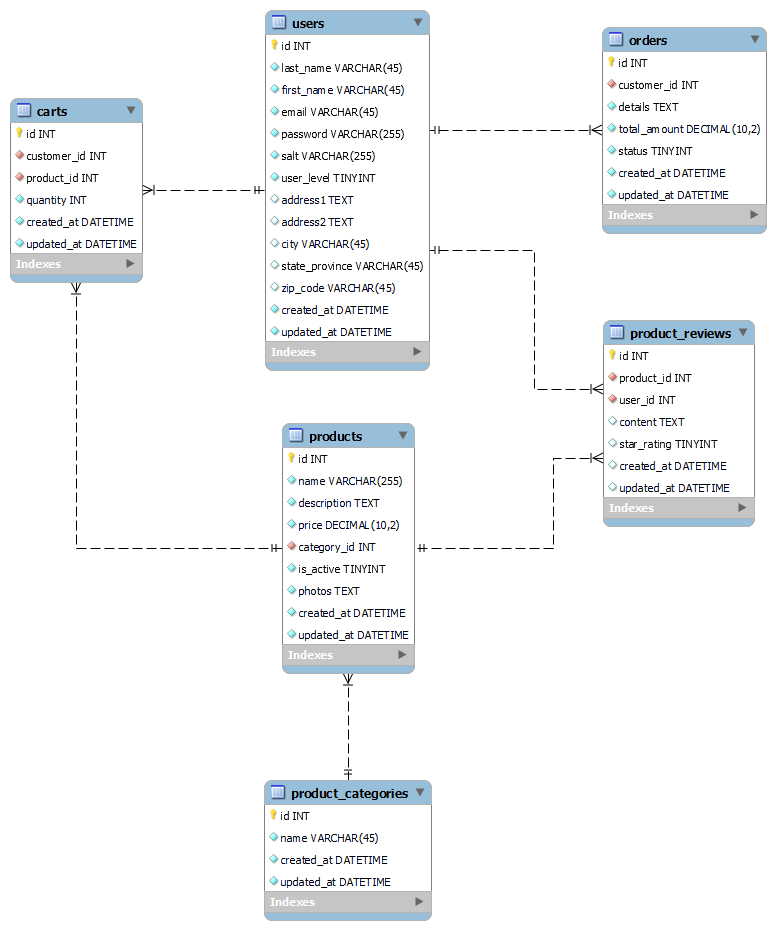 users
id INT
last_name VARCHAR(45)
first_name VARCHAR(45)
email VARCHAR(45)
password VARCHAR(255)
salt VARCHAR(255)
user_level TINYINT
address1 TEXT
address2 TEXT
city VARCHAR(45)
state_province VARCHAR(45)
zip_code VARCHAR(45)
created_at DATETIME
updated_at DATETIME
Indexes
orders
id INT
customer_id INT
details TEXT
total_amount DECIMAL(10,2)
status TINYINT
created_at DATETIME
updated_at DATETIME
Indexes
carts
id INT
customer_id INT
product_id INT
quantity INT
created_at DATETIME
updated_at DATETIME
Indexes
product_reviews
id INT
product_id INT
user_id INT
content TEXT
star_rating TINYINT
created_at DATETIME
updated_at DATETIME
Indexes
products
id INT
name VARCHAR(255)
description TEXT
price DECIMAL(10,2)
category_id INT
is_active TINYINT
photos TEXT
created_at DATETIME
updated_at DATETIME
Indexes
product_categories
id INT
name VARCHAR(45)
created_at DATETIME
updated_at DATETIME
Indexes